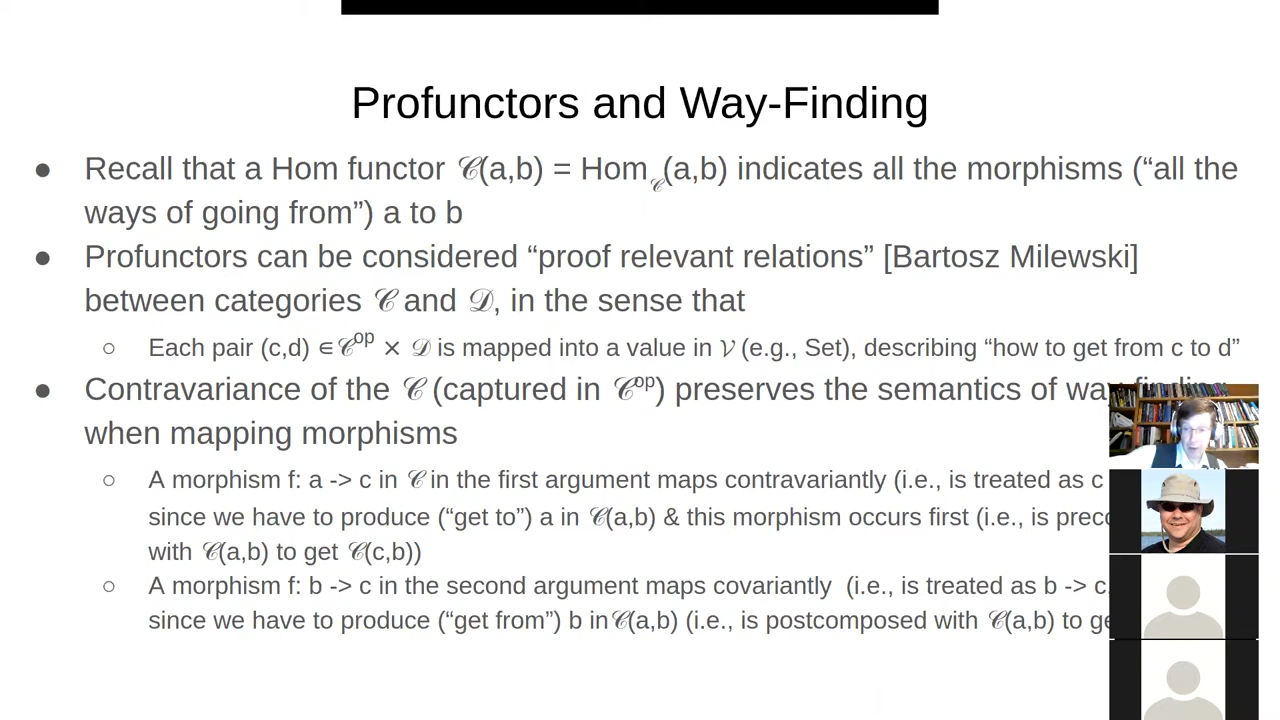 Profunctors and Way-Finding
● Recall that a Hom functor 𝒞(a,b) = Hom𝒞(a,b) indicates all the morphisms (“all the
ways of going from”) a to b
● Profunctors can be considered “proof relevant relations” [Bartosz Milewski]
between categories 𝒞 and 𝒟, in the sense that
○ Each pair (c,d) ∈𝒞op × 𝒟 is mapped into a value in 𝒱 (e.g., Set), describing “how to get from c to d”
● Contravariance of the 𝒞 (captured in 𝒞op) preserves the semantics of way-finding
when mapping morphisms
○ A morphism f: a -> c in 𝒞 in the first argument maps contravariantly (i.e., is treated as c
since we have to produce (“get to”) a in 𝒞(a,b) & this morphism occurs first (i.e., is
with 𝒞(a,b) to get 𝒞(c,b))
○ A morphism f: b -> c in the second argument maps covariantly (i.e., is treated as b -> c,
since we have to produce (“get from”) b in𝒞(a,b) (i.e., is postcomposed with 𝒞(a,b) to